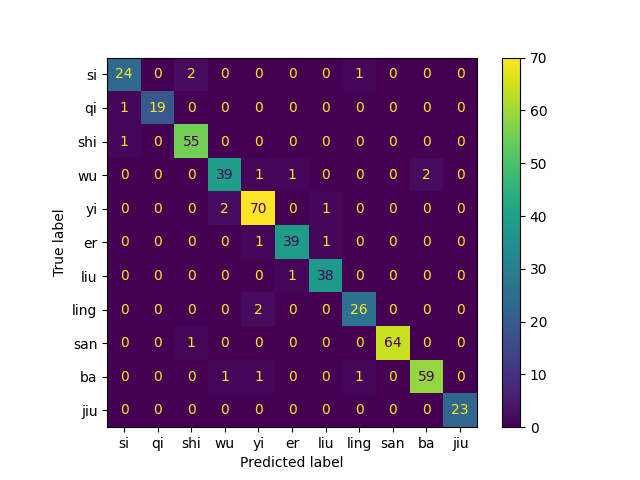 si 24 0 2 0 0 0 0 1 0 0 0
qi 1 19 0 0 0 0 0 0 0 0 0
shi 1 0 55 0 0 0 0 0 0 0 0
wu 0 0 0 39 1 1 0 0 0 2 0
yi 0 0 0 2 70 0 1 0 0 0 0
er 0 0 0 0 1 39 1 0 0 0 0
liu 0 0 0 0 0 1 38 0 0 0 0
ling 0 0 0 0 2 0 0 26 0 0 0
san 0 0 1 0 0 0 0 0 64 0 0
ba 0 0 0 1 1 0 0 1 0 59 0
jiu 0 0 0 0 0 0 0 0 0 0 23
si qi shi wu yi er liu ling san ba jiu
Predicted label
True label
70
60
50
40
30
20
10
0